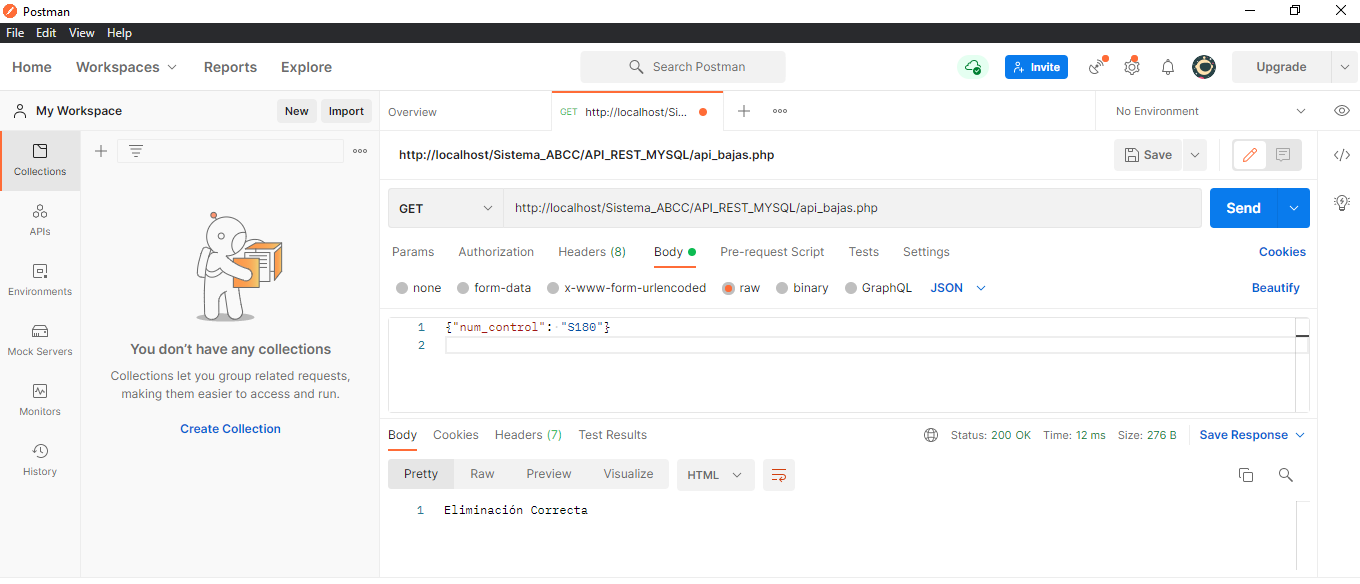 Postman
File Edit View Help
Home Workspaces Reports Explore Search Postman Invite Upgrade
My Workspace New Import
Overview GET http://localhost/Si... No Environment
Collections
APIs
Environments
Mock Servers
Monitors
History
You don't have any collections
Collections let you group related requests,
making them easier to access and run.
Create Collection
http://localhost/Sistema_ABCC/API_REST_MYSQL/api_bajas.php Save
GET http://localhost/Sistema_ABCC/API_REST_MYSQL/api_bajas.php Send
Params Authorization Headers (8) Body Pre-request Script Tests Settings Cookies
none form-data x-www-form-urlencoded raw binary GraphQL JSON Beautify
1 {"num_control": "S180"}
2
Body Cookies Headers (7) Test Results Status: 200 OK Time: 12 ms Size: 276 B Save Response
Pretty Raw Preview Visualize HTML
1 Eliminación Correcta